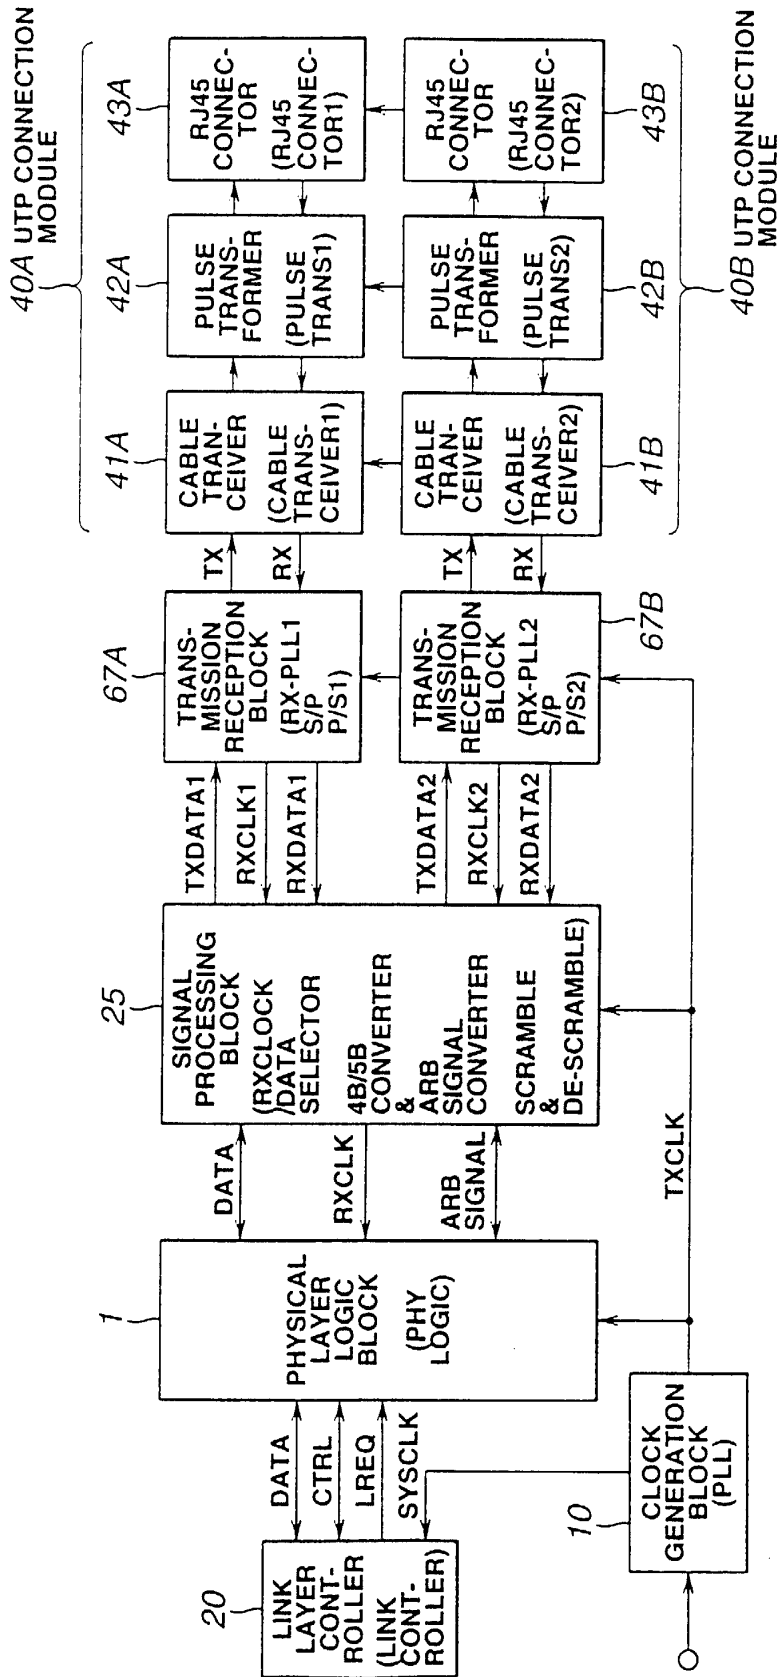 20
LINK
LAYER
CONT-
ROLLER
(LINK
CONT-
ROLLER)
DATA
CTRL
LREQ
SYSCLK
10
CLOCK
GENERATION
BLOCK
(PLL)
1
PHYSICAL
LAYER
LOGIC
BLOCK
(PHY
LOGIC)
DATA
RXCLK
ARB
SIGNAL
TXCLK
25
SIGNAL
PROCESSING
BLOCK
(RXCLOCK
/DATA
SELECTOR
4B/5B
CONVERTER
&
ARB
SIGNAL
CONVERTER
SCRAMBLE
&
DE-SCRAMBLE)
TXDATA1
RXCLK1
RXDATA1
TXDATA2
RXCLK2
RXDATA2
67A
TRANS-
MISSION
RECEPTION
BLOCK
(RX-PLL1
S/P
P/S1)
TRANS-
MISSION
RECEPTION
BLOCK
(RX-PLL2
S/P
P/S2)
67B
TX
RX
TX
RX
40A UTP CONNECTION
MODULE
41A
CABLE
TRAN-
CEIVER
(CABLE
TRANS-
CEIVER1)
42A
PULSE
TRANS-
FORMER
(PULSE
TRANS1)
43A
RJ45
CONNEC-
TOR
(RJ45
CONNEC-
TOR1)
CABLE
TRAN-
CEIVER
(CABLE
TRANS-
CEIVER2)
41B
PULSE
TRANS-
FORMER
(PULSE
TRANS2)
42B
RJ45
CONNEC-
TOR
(RJ45
CONNEC-
TOR2)
43B
40B UTP CONNECTION
MODULE